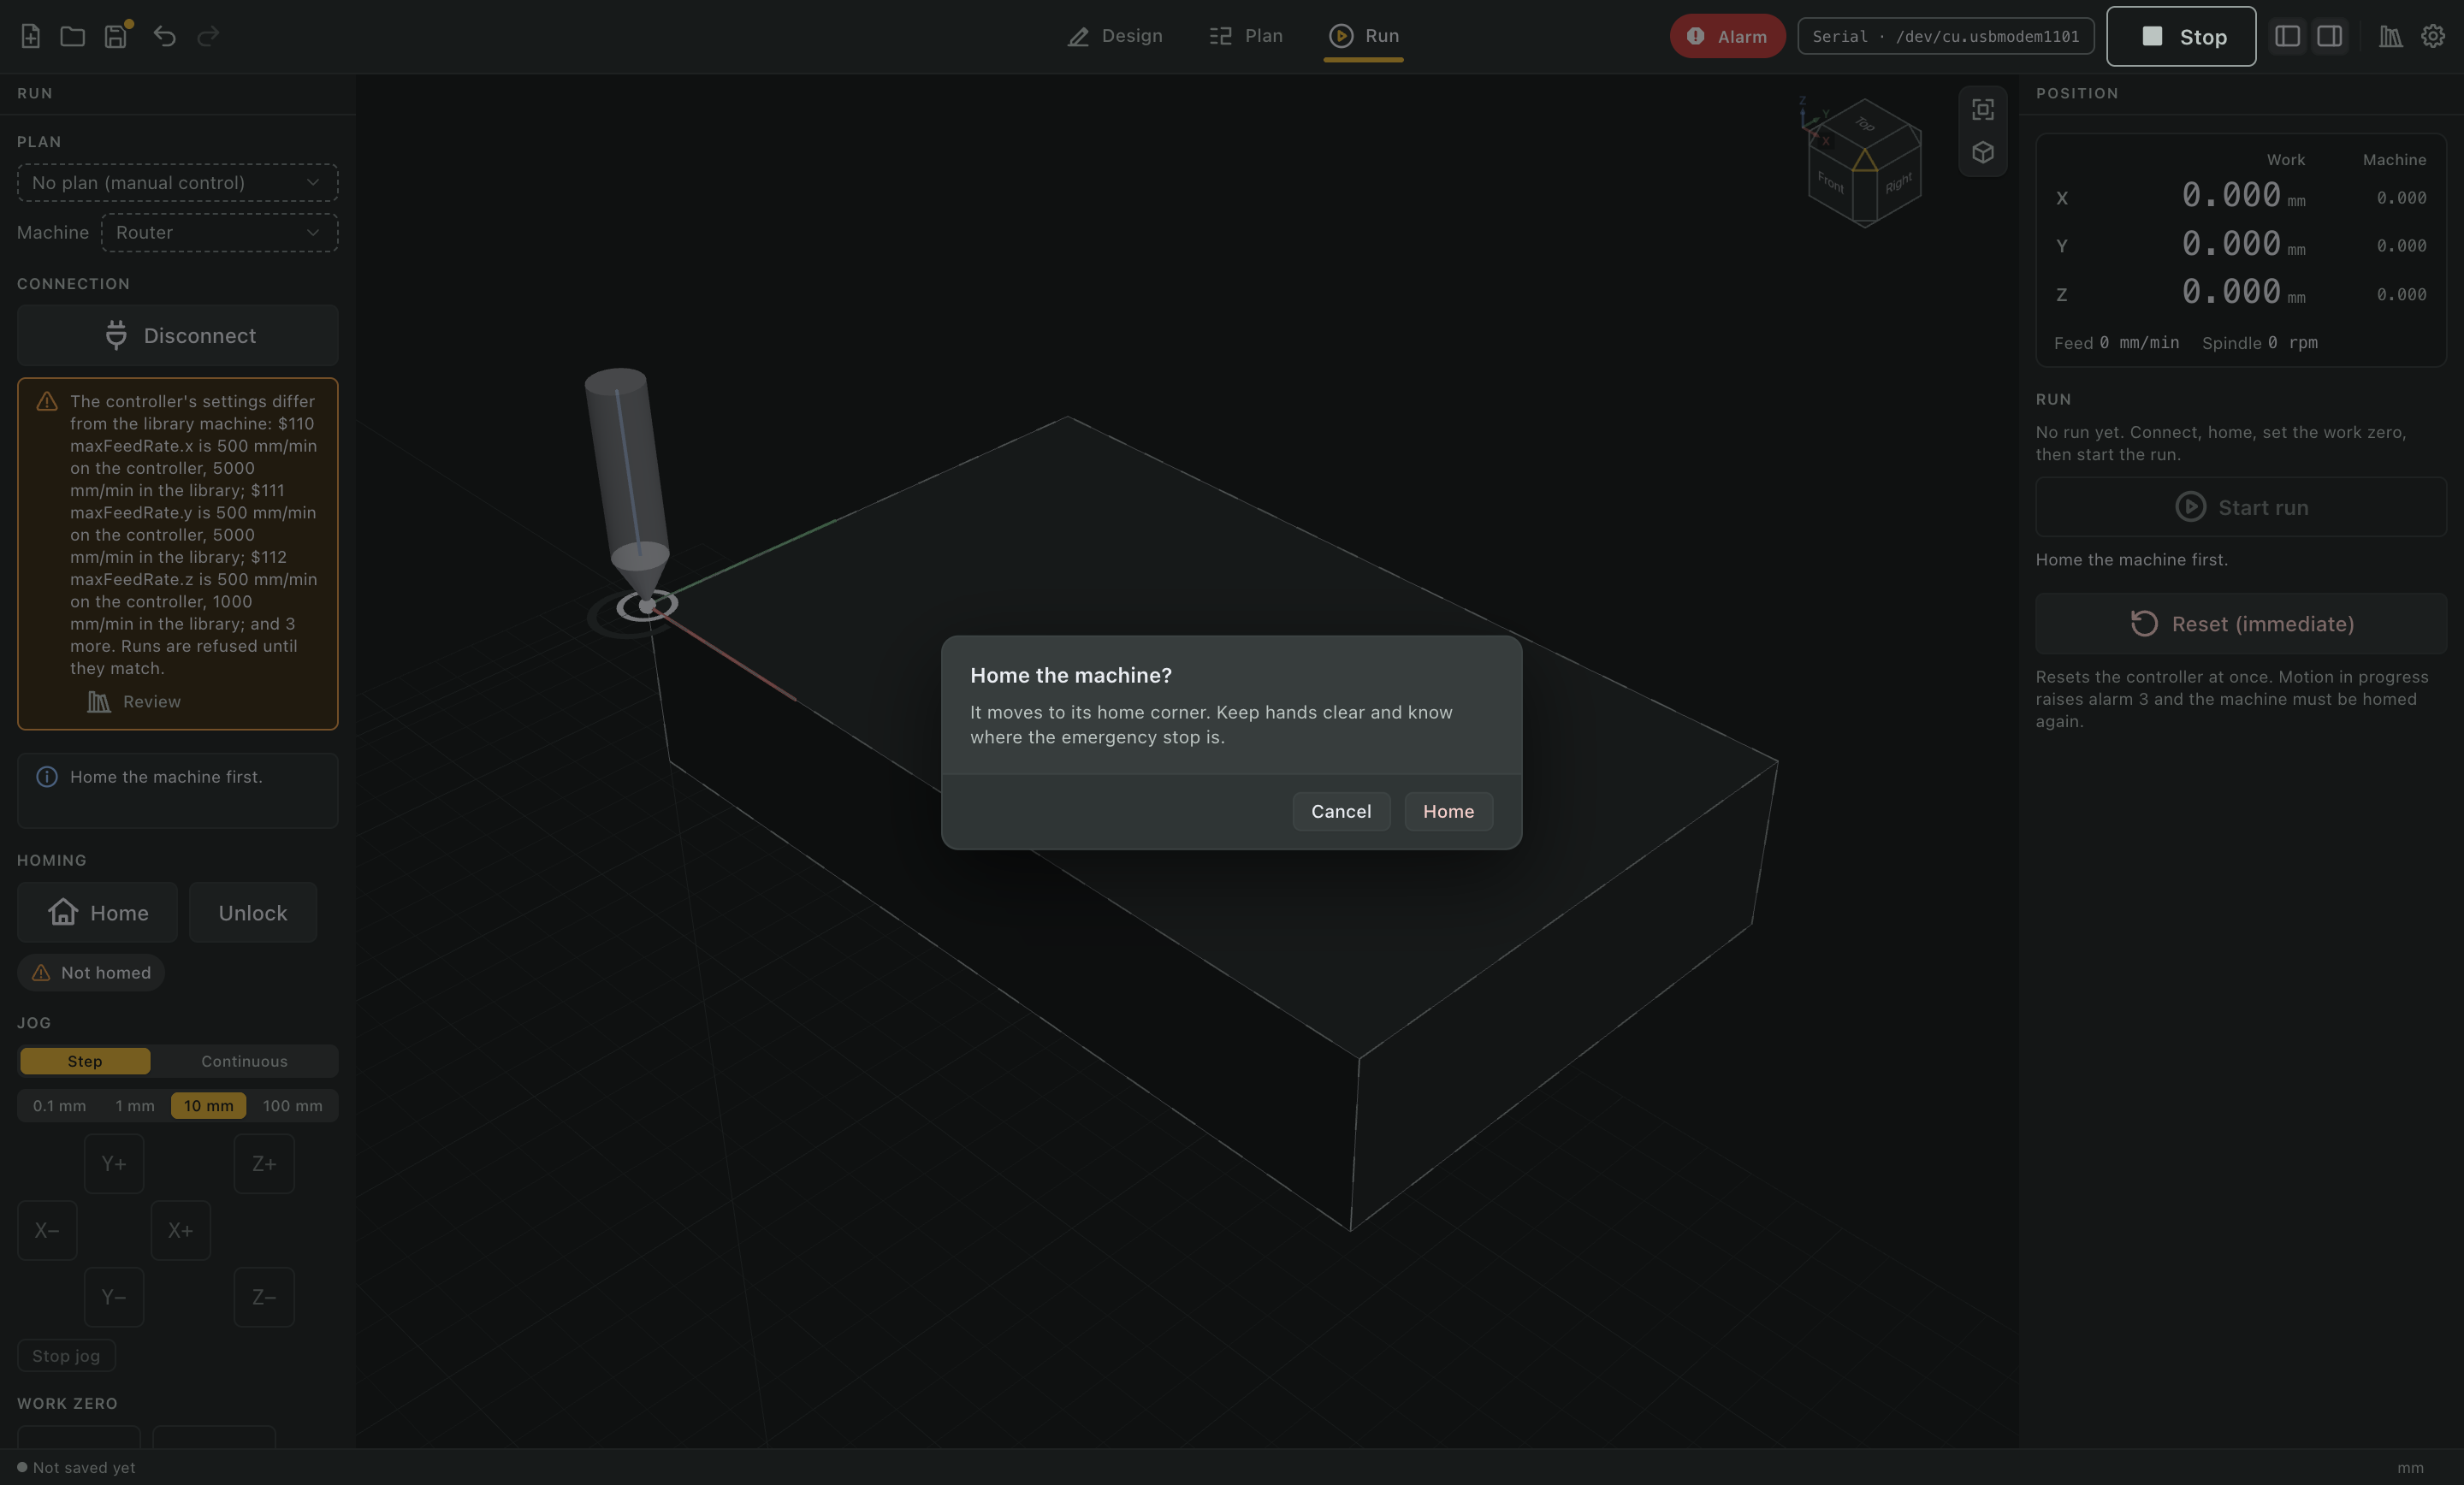 Design
Plan
Run
Alarm
Serial · /dev/cu.usbmodem1101
Stop
RUN
PLAN
No plan (manual control)
Machine
Router
CONNECTION
Disconnect
The controller's settings differ
from the library machine: $110
maxFeedRate.x is 500 mm/min
on the controller, 5000
mm/min in the library; $111
maxFeedRate.y is 500 mm/min
on the controller, 5000
mm/min in the library; $112
maxFeedRate.z is 500 mm/min
on the controller, 1000
mm/min in the library; and 3
more. Runs are refused until
they match.
Review
Home the machine first.
HOMING
Home
Unlock
Not homed
JOG
Step
Continuous
0.1 mm
1 mm
10 mm
100 mm
Y+
Z+
X−
X+
Y−
Z−
Stop jog
WORK ZERO
Z
Y
X
Top
Front
Right
Home the machine?
It moves to its home corner. Keep hands clear and know
where the emergency stop is.
Cancel
Home
POSITION
Work
Machine
X 0.000 mm 0.000
Y 0.000 mm 0.000
Z 0.000 mm 0.000
Feed 0 mm/min Spindle 0 rpm
RUN
No run yet. Connect, home, set the work zero,
then start the run.
Start run
Home the machine first.
Reset (immediate)
Resets the controller at once. Motion in progress
raises alarm 3 and the machine must be homed
again.
Not saved yet
mm